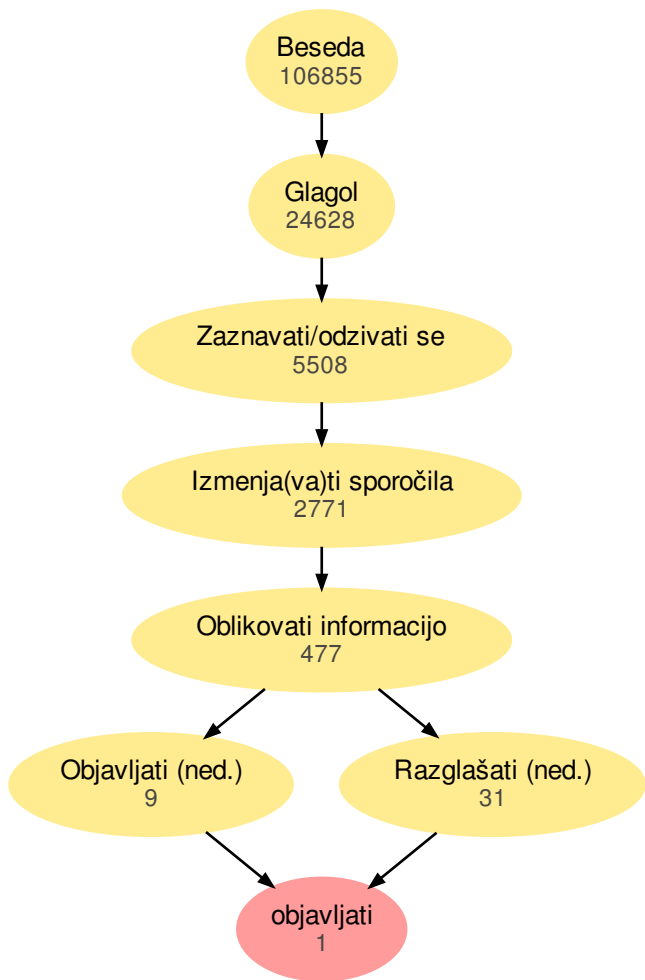 Beseda
106855
Glagol
24628
Zaznavati/odzivati se
5508
Izmenja(va)ti sporočila
2771
Oblikovati informacijo
477
Objavljati (ned.)
9
Razglašati (ned.)
31
objavljati
1